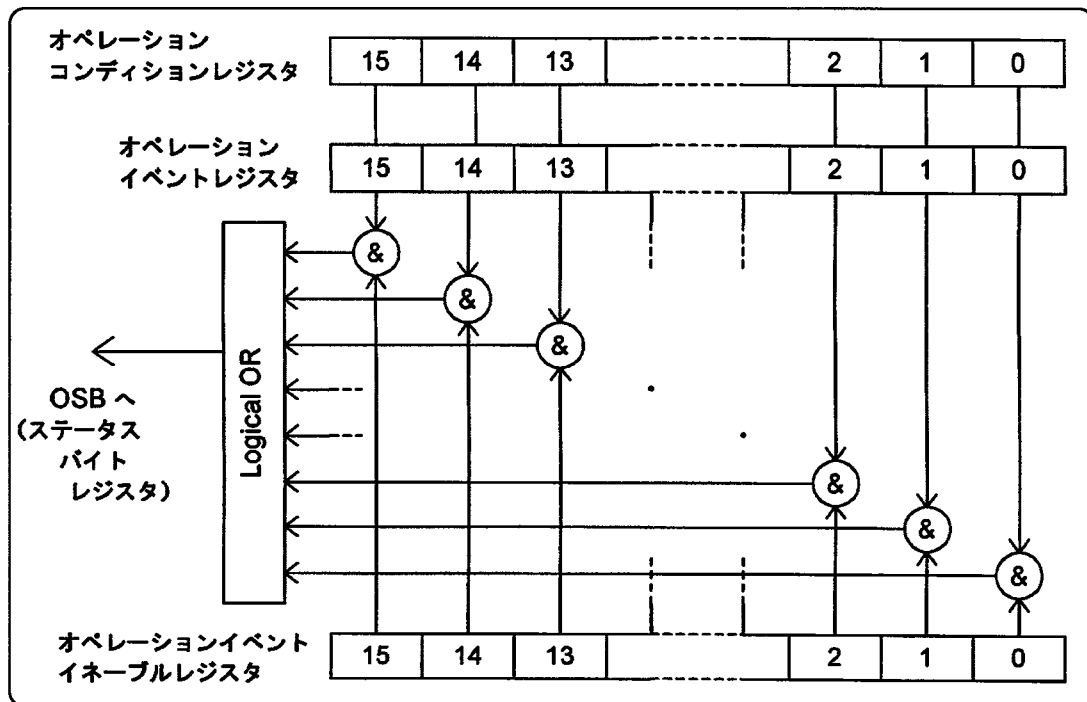 オペレーション
コンディションレジスタ
15 14 13 2 1 0
オペレーション
イベントレジスタ
15 14 13 2 1 0
&
&
&
Logical OR
OSB へ
(ステータス
バイト
レジスタ)
&
&
&
オペレーションイベント
イネーブルレジスタ
15 14 13 2 1 0